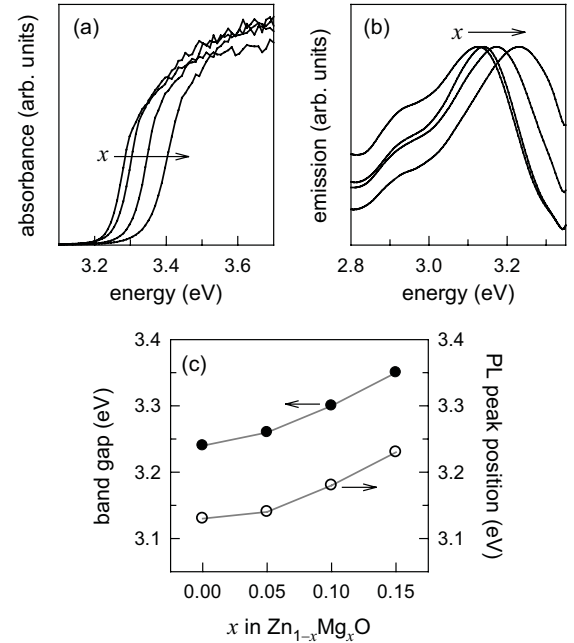 (a)
absorbance (arb. units)
x
3.2 3.4 3.6
energy (eV)
(b)
emission (arb. units)
x
2.8 3.0 3.2
energy (eV)
(c)
band gap (eV)
3.4
3.3
3.2
3.1
PL peak position (eV)
3.4
3.3
3.2
3.1
0.00 0.05 0.10 0.15
x in Zn₁₋ₓMgₓO